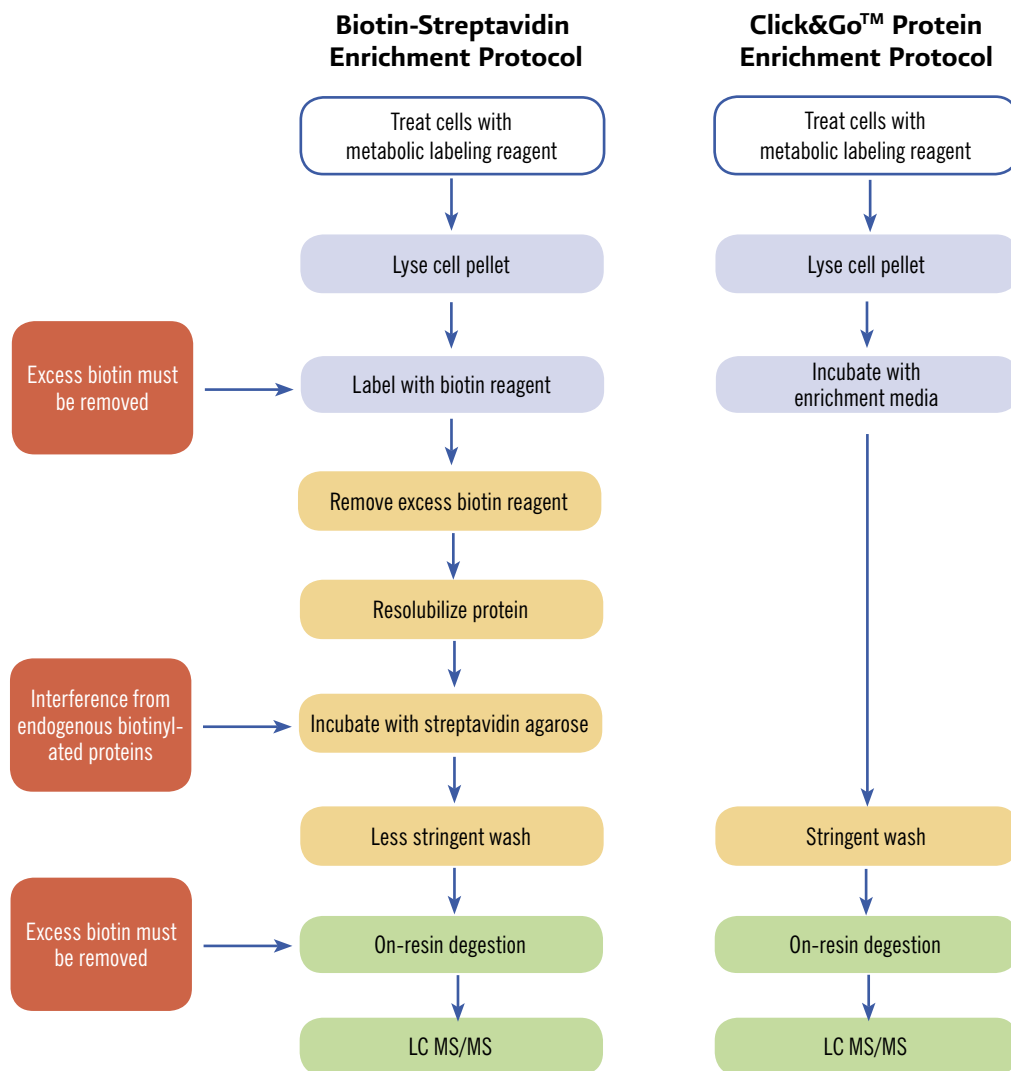 Biotin-Streptavidin
Enrichment Protocol
Treat cells with
metabolic labeling reagent
Lyse cell pellet
Excess biotin must
be removed
Label with biotin reagent
Remove excess biotin reagent
Resolubilize protein
Interference from
endogenous biotinyl-
ated proteins
Incubate with streptavidin agarose
Less stringent wash
Excess biotin must
be removed
On-resin degestion
LC MS/MS
Click&Go™ Protein
Enrichment Protocol
Treat cells with
metabolic labeling reagent
Lyse cell pellet
Incubate with
enrichment media
Stringent wash
On-resin degestion
LC MS/MS